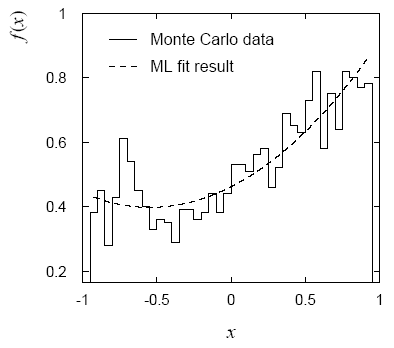 f(x)
1
Monte Carlo data
ML fit result
0.8
0.6
0.4
0.2
-1 -0.5 0 0.5 1
x